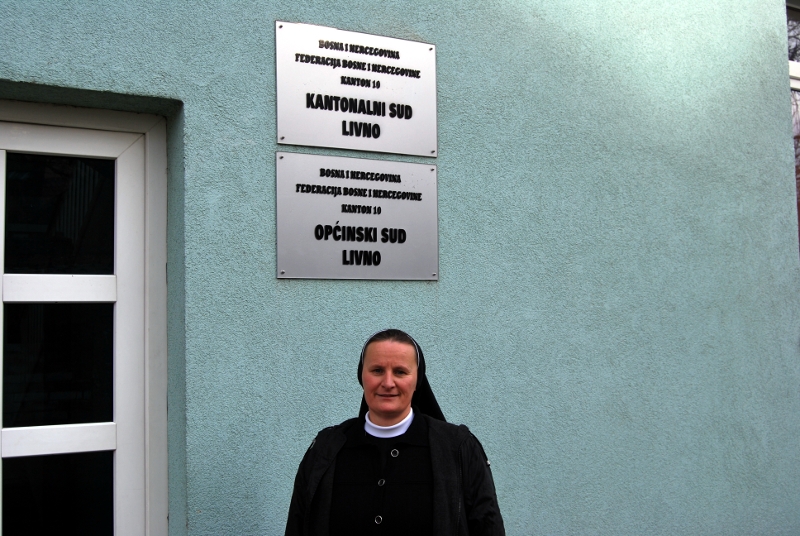 BOSNA I HERCEGOVINA
FEDERACIJA BOSNE I HERCEGOVINE
KANTON 10
KANTONALNI SUD
LIVNO
BOSNA I HERCEGOVINA
FEDERACIJA BOSNE I HERCEGOVINE
KANTON 10
OPĆINSKI SUD
LIVNO